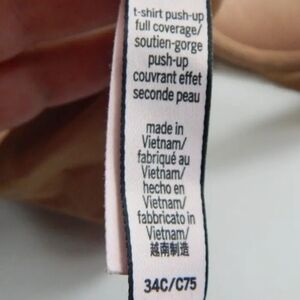 t-shirt push-up
full coverage/
soutien-gorge
push-up
couvrant effet
seconde peau
made in
Vietnam/
fabriqué au
Vietnam/
hecho en
Vietnam/
fabbricato in
Vietnam/
越南制造
34C/C75